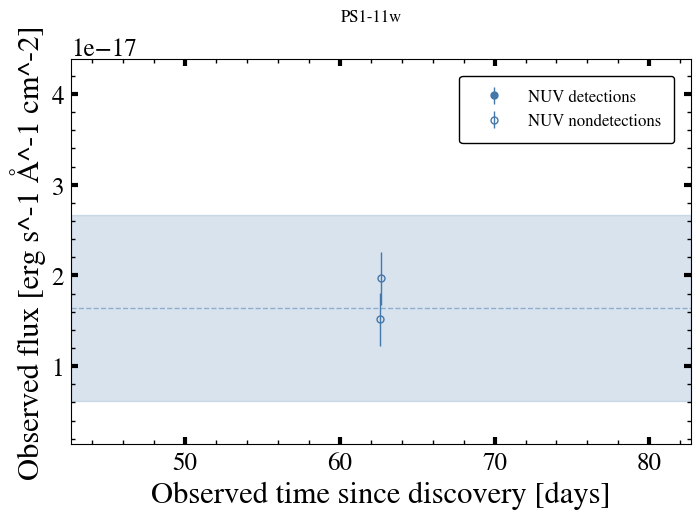 PS1-11w
1e−17
4
3
2
1
Observed flux [erg s^-1 Å^-1 cm^-2]
NUV detections
NUV nondetections
50 60 70 80
Observed time since discovery [days]